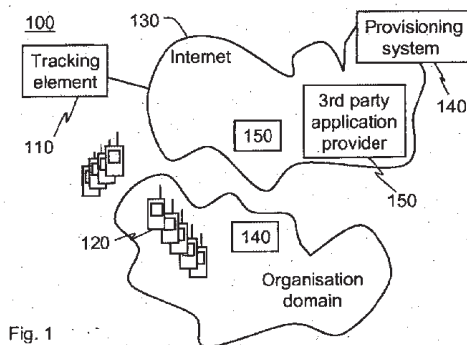 100
130
Provisioning
system
Tracking
element
Internet
140
3rd party
application
provider
150
110
150
120
140
Organisation
domain
Fig. 1